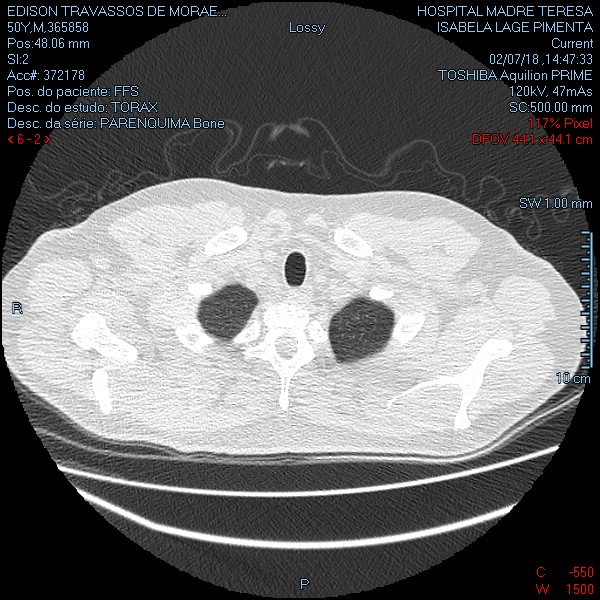 EDISON TRAVASSOS DE MORAE...
50Y,M,365858
Pos:48.06 mm
SI:2
Acc#: 372178
Pos. do paciente: FFS
Desc. do estudo: TORAX
Desc. da série: PARENQUIMA Bone
< 6 - 2 >
Lossy
HOSPITAL MADRE TERESA
ISABELA LAGE PIMENTA
Current
02/07/18 ,14:47:33
TOSHIBA Aquilion PRIME
120kV, 47mAs
SC:500.00 mm
117% Pixel
DFOV 44.1 x 44.1 cm
SW 1.00 mm
R
10 cm
P
C -550
W 1500